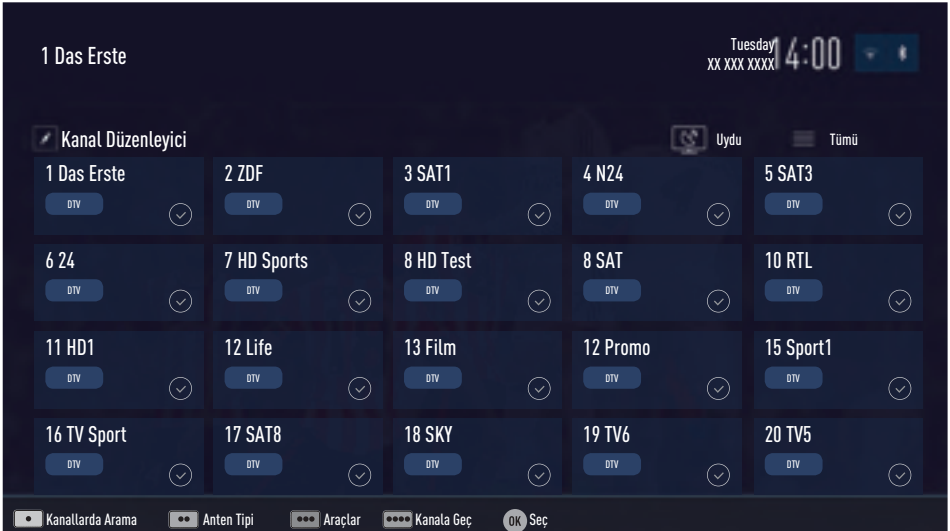 1 Das Erste
Tuesday
XX XXX XXXX
14:00
Kanal Düzenleyici
Uydu
Tümü
1 Das Erste
2 ZDF
3 SAT1
4 N24
5 SAT3
DTV
DTV
DTV
DTV
DTV
6 24
7 HD Sports
8 HD Test
8 SAT
10 RTL
DTV
DTV
DTV
DTV
DTV
11 HD1
12 Life
13 Film
12 Promo
15 Sport1
DTV
DTV
DTV
DTV
DTV
16 TV Sport
17 SAT8
18 SKY
19 TV6
20 TV5
DTV
DTV
DTV
DTV
DTV
Kanallarda Arama
Anten Tipi
Araçlar
Kanala Geç
OK Seç